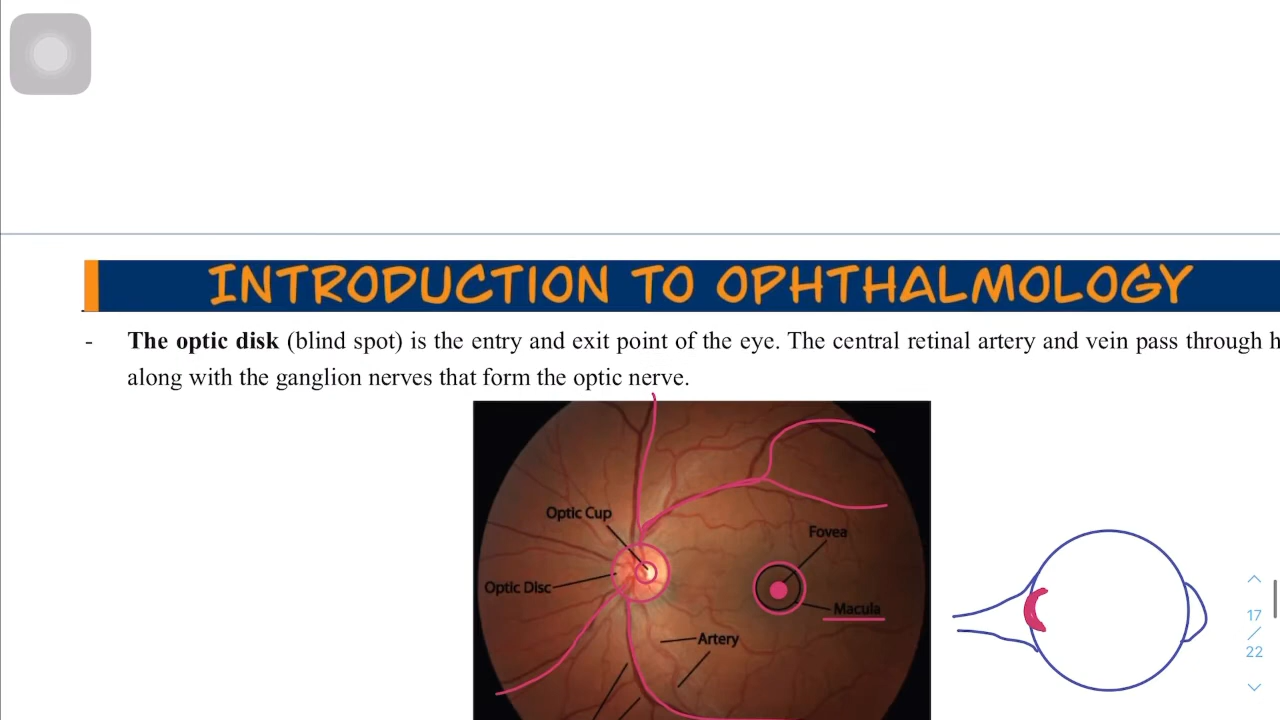 INTRODUCTION TO OPHTHALMOLOGY
- The optic disk (blind spot) is the entry and exit point of the eye. The central retinal artery and vein pass through
along with the ganglion nerves that form the optic nerve.
Optic Cup
Fovea
Optic Disc
Macula
Artery
17
/
22